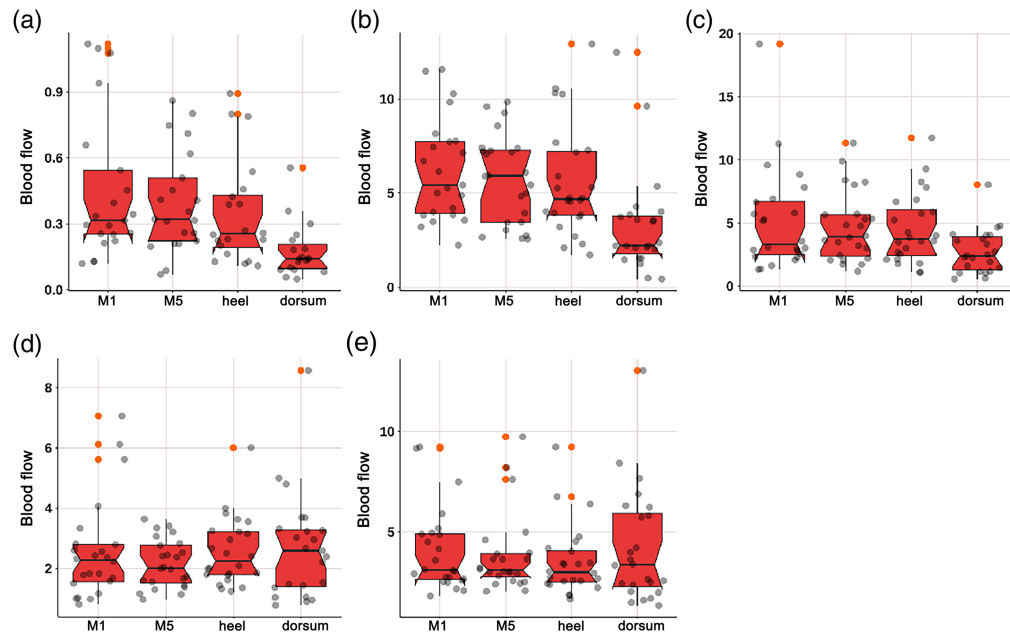 (a)
Blood flow
0.9
0.6
0.3
0.0
M1 M5 heel dorsum
(b)
Blood flow
10
5
0
M1 M5 heel dorsum
(c)
Blood flow
20
15
10
5
0
M1 M5 heel dorsum
(d)
Blood flow
8
6
4
2
M1 M5 heel dorsum
(e)
Blood flow
10
5
M1 M5 heel dorsum